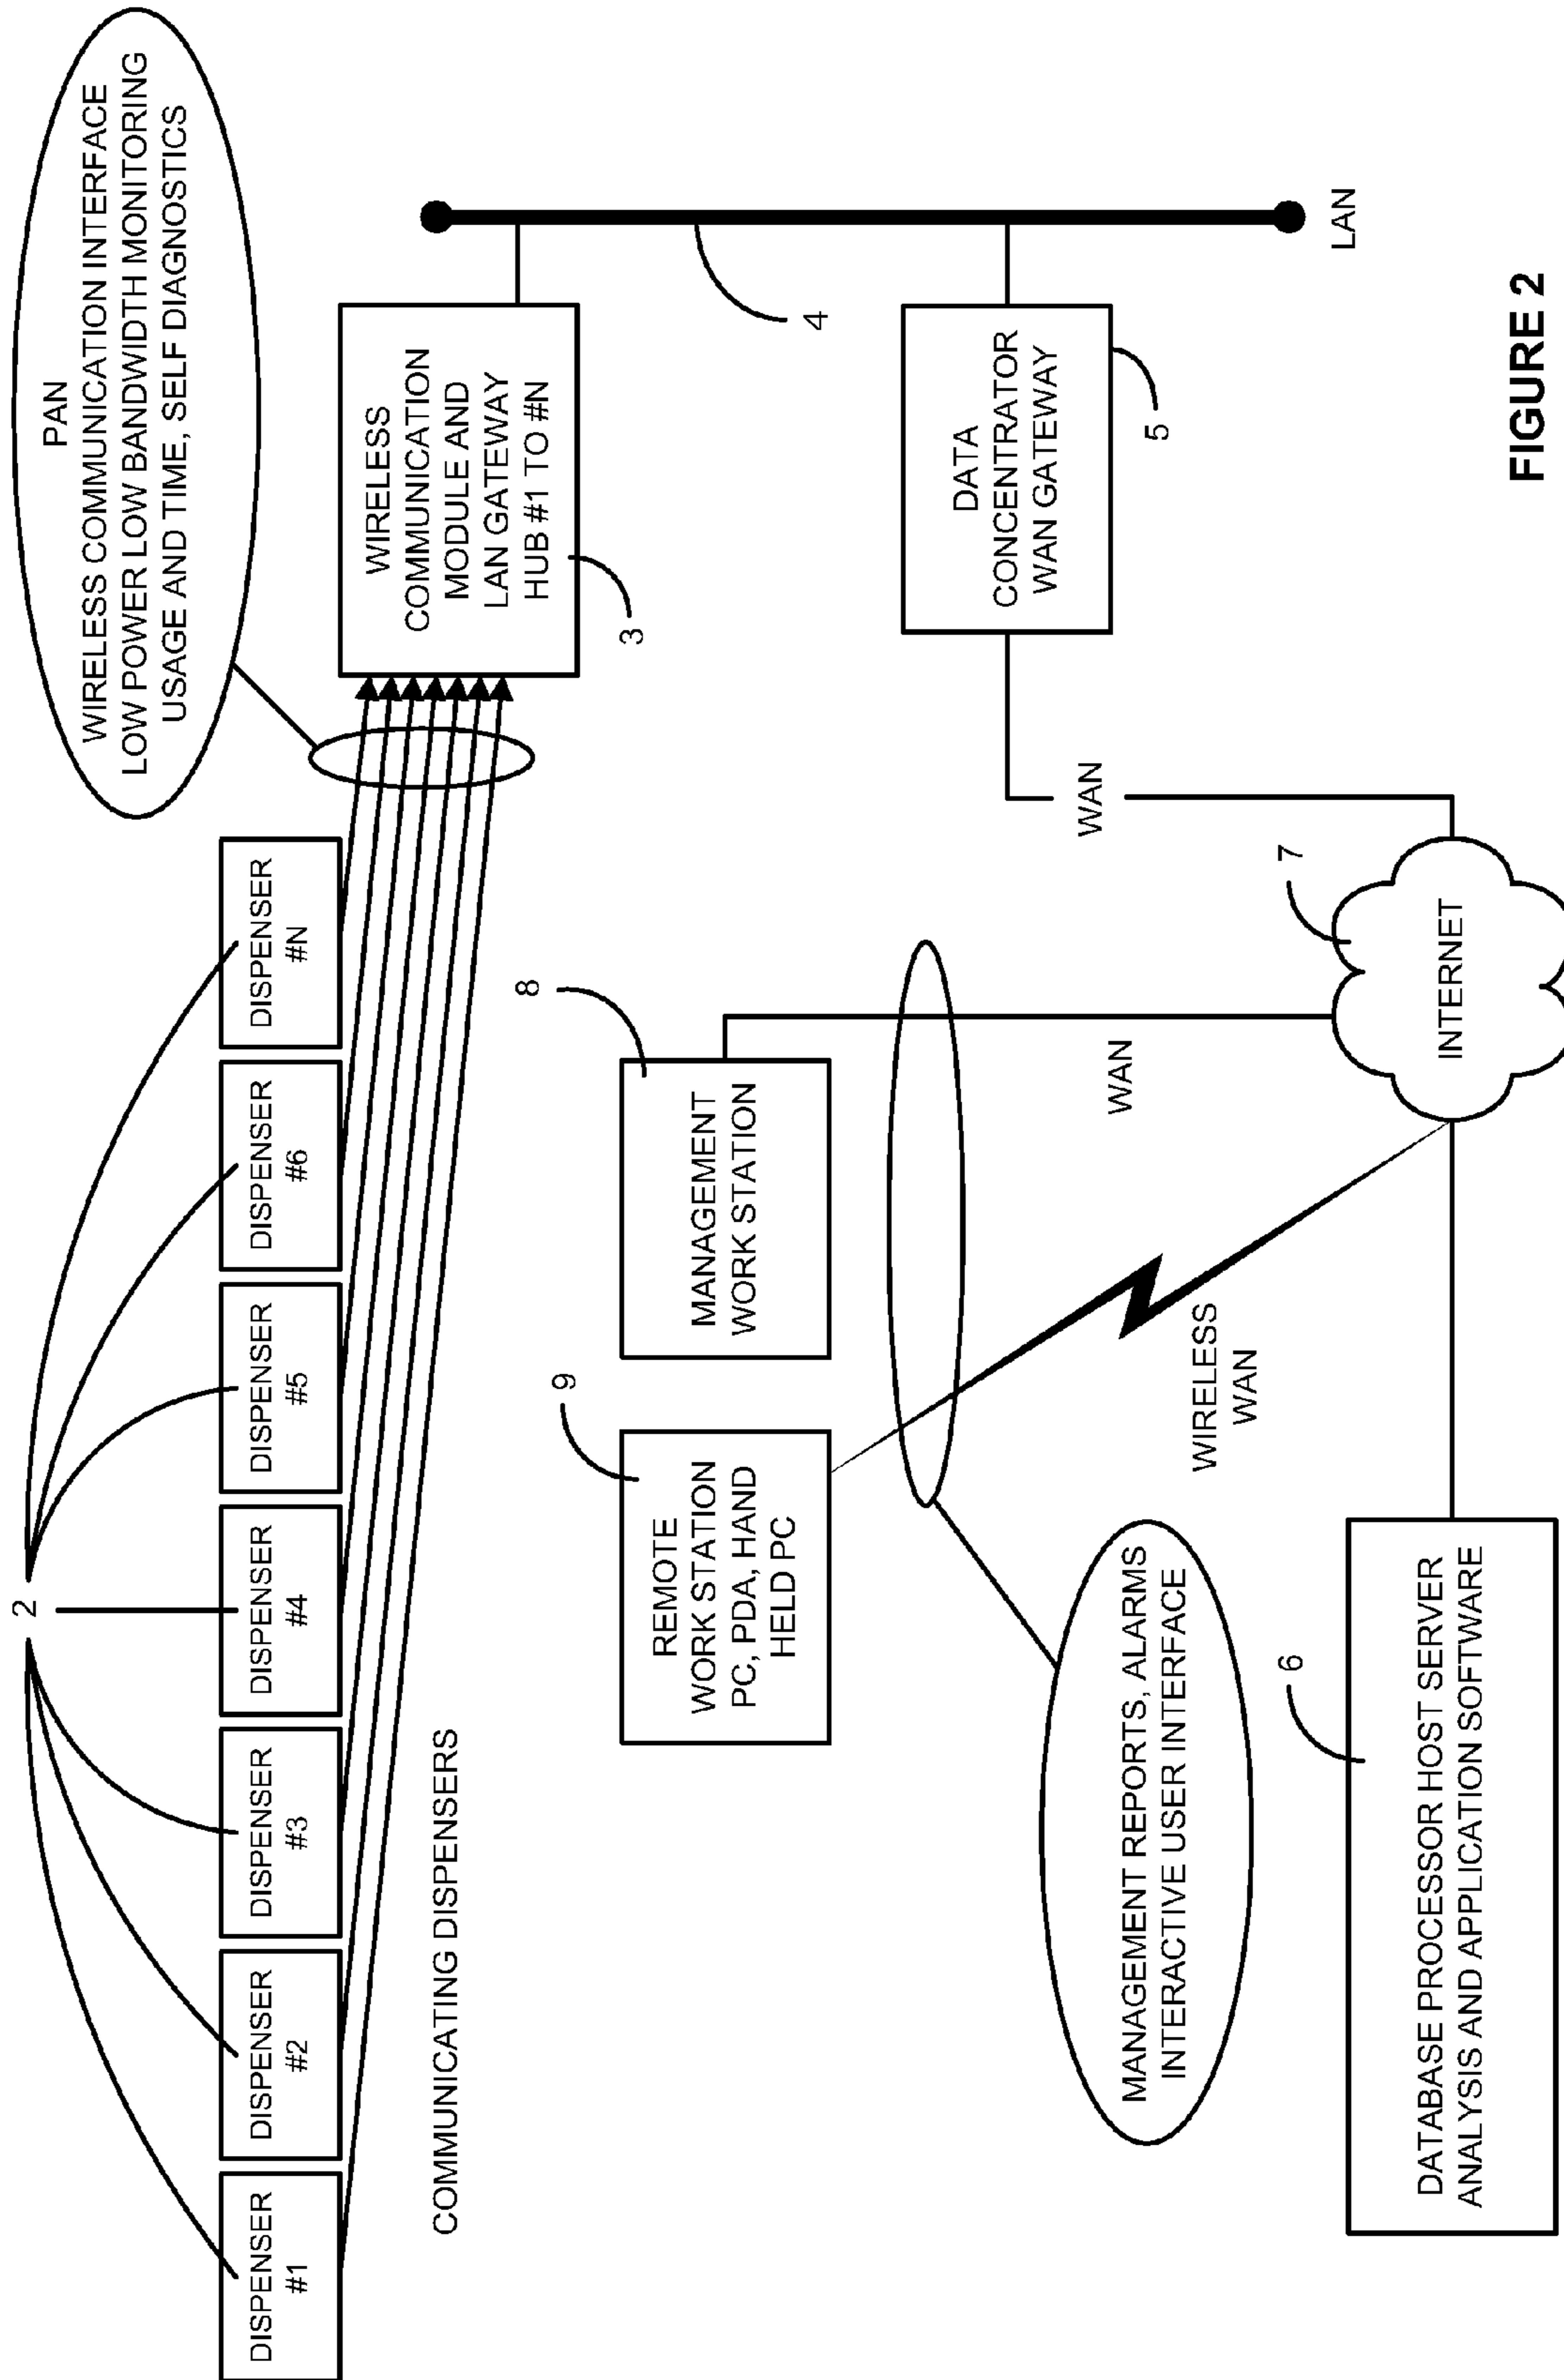 2
DISPENSER
#1
DISPENSER
#2
DISPENSER
#3
DISPENSER
#4
DISPENSER
#5
DISPENSER
#6
DISPENSER
#N
PAN
WIRELESS COMMUNICATION INTERFACE
LOW POWER LOW BANDWIDTH MONITORING
USAGE AND TIME, SELF DIAGNOSTICS
COMMUNICATING DISPENSERS
WIRELESS
COMMUNICATION
MODULE AND
LAN GATEWAY
HUB #1 TO #N
3
4
9
REMOTE
WORK STATION
PC, PDA, HAND
HELD PC
8
MANAGEMENT
WORK STATION
DATA
CONCENTRATOR
WAN GATEWAY
5
MANAGEMENT REPORTS, ALARMS
INTERACTIVE USER INTERFACE
WIRELESS
WAN
WAN
WAN
LAN
6
DATABASE PROCESSOR HOST SERVER
ANALYSIS AND APPLICATION SOFTWARE
7
INTERNET
FIGURE 2